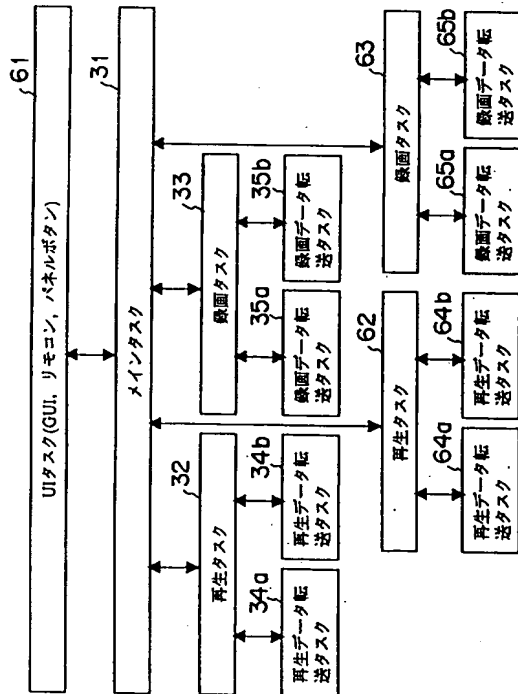 61
UIタスク(GUI, リモコン, パネルボタン)
31
メインタスク
32
再生タスク
33
録画タスク
34a
再生データ転
送タスク
34b
再生データ転
送タスク
35a
録画データ転
送タスク
35b
録画データ転
送タスク
62
再生タスク
63
録画タスク
64a
再生データ転
送タスク
64b
再生データ転
送タスク
65a
録画データ転
送タスク
65b
録画データ転
送タスク